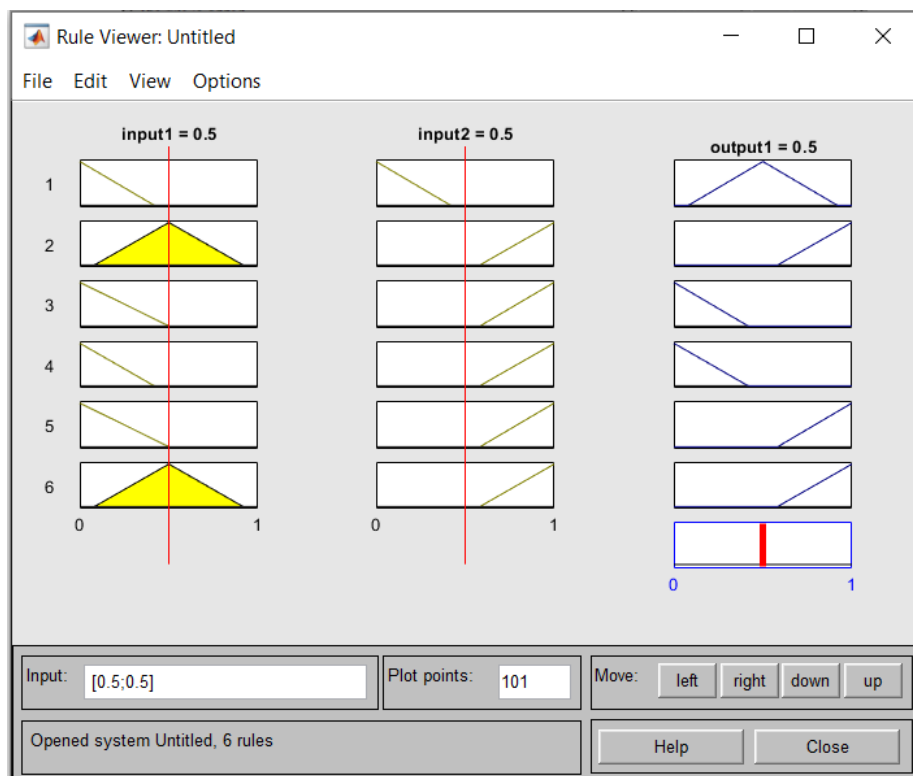 Rule Viewer: Untitled
File Edit View Options
input1 = 0.5 input2 = 0.5 output1 = 0.5
1
2
3
4
5
6
0 1 0 1
0 1
Input: [0.5;0.5] Plot points: 101 Move: left right down up
Opened system Untitled, 6 rules Help Close